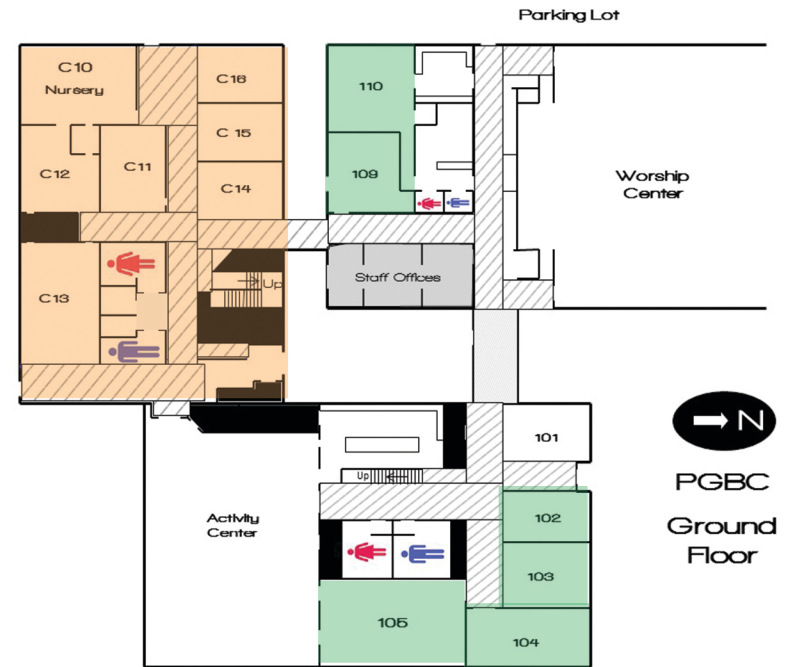 Parking Lot
C10
Nursery
C16
110
C 15
C12
C11
109
C14
Worship
Center
C13
Up
Staff Offices
N
101
PGBC
Up
Ground
Floor
Activity
Center
102
103
105
104